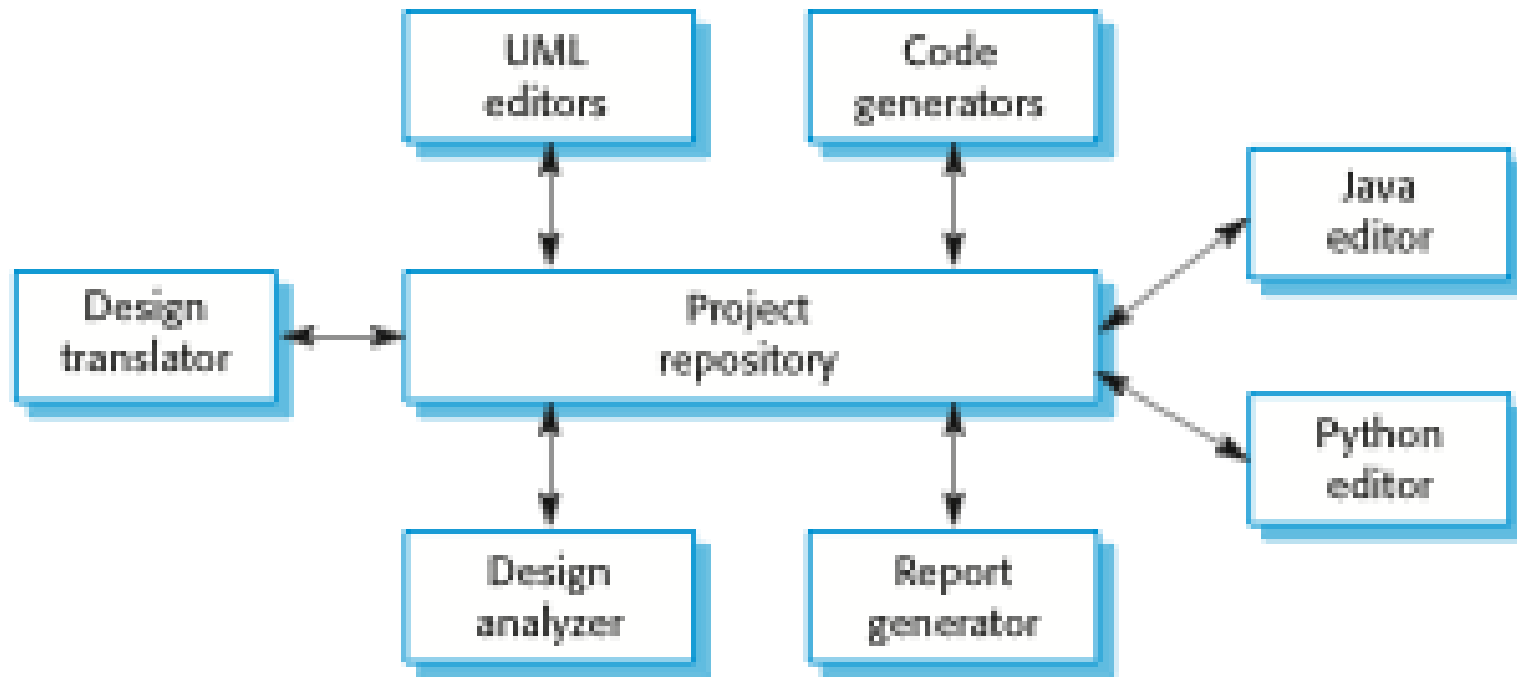 UML
editors
Code
generators
Java
editor
Design
translator
Project
repository
Python
editor
Design
analyzer
Report
generator